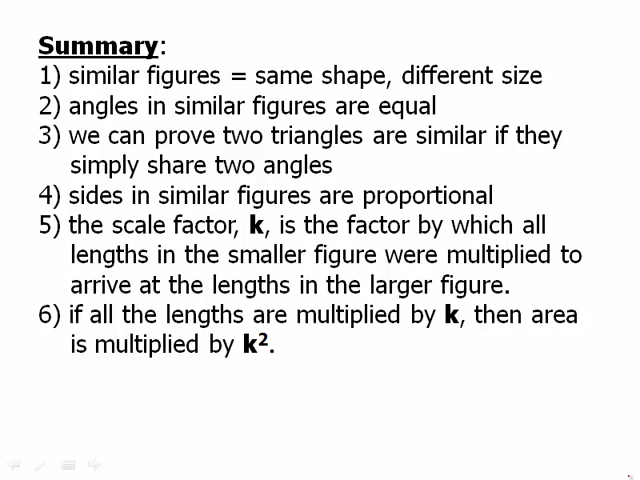 Summary:
1) similar figures = same shape, different size
2) angles in similar figures are equal
3) we can prove two triangles are similar if they
simply share two angles
4) sides in similar figures are proportional
5) the scale factor, k, is the factor by which all
lengths in the smaller figure were multiplied to
arrive at the lengths in the larger figure.
6) if all the lengths are multiplied by k, then area
is multiplied by k².